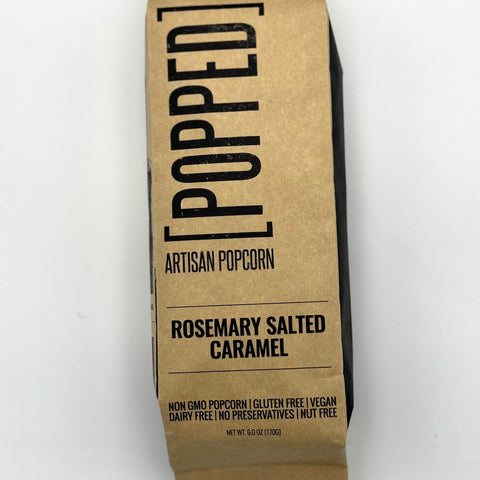 [POPPED]
ARTISAN POPCORN
ROSEMARY SALTED
CARAMEL
NON GMO POPCORN | GLUTEN FREE | VEGAN
DAIRY FREE | NO PRESERVATIVES | NUT FREE
NET WT. 6.0 OZ (170G)